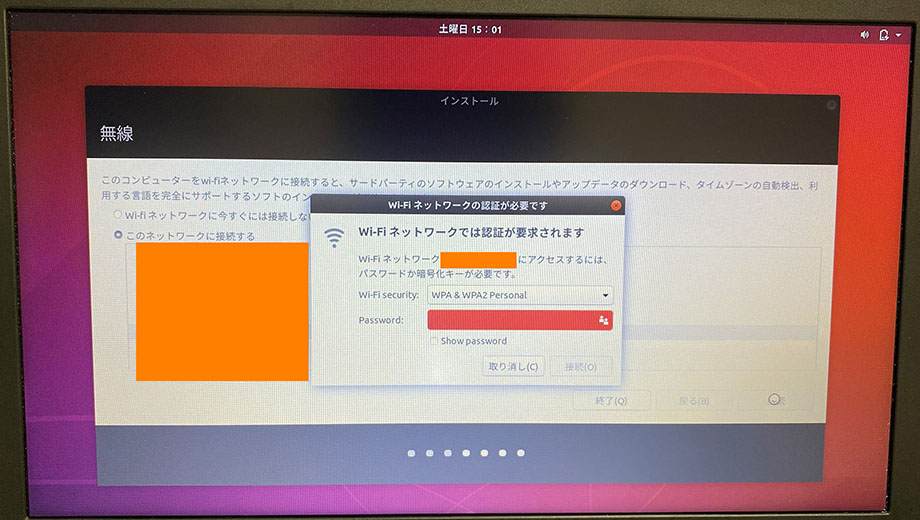 土曜日 15：01
インストール
無線
このコンピューターをwi-fiネットワークに接続すると、サードパーティのソフトウェアのインストールやアップデータのダウンロード、タイムゾーンの自動検出、利
用する言語を完全にサポートするソフトのイン
Wi-fi ネットワークに今すぐには接続しな
このネットワークに接続する
Wi-Fi ネットワークの認証が必要です
Wi-Fi ネットワークでは認証が要求されます
Wi-Fi ネットワーク
にアクセスするには、
パスワードか暗号化キーが必要です。
Wi-Fi security:
WPA & WPA2 Personal
Password:
Show password
取り消し(C)
接続(O)
終了(Q)
戻る(B)